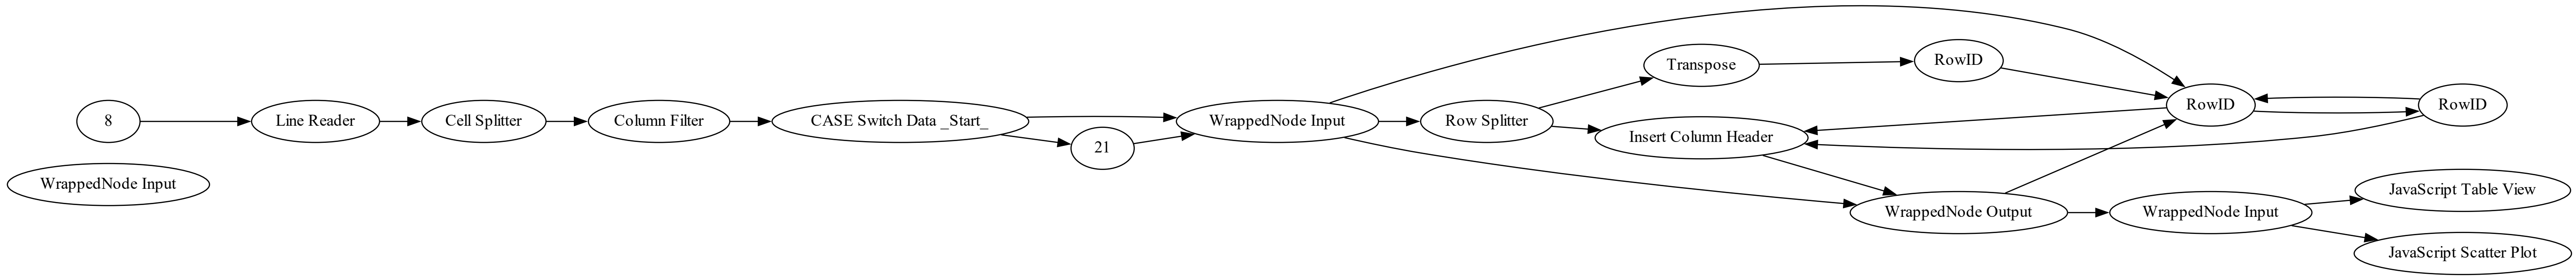 8
WrappedNode Input
Line Reader
Cell Splitter
Column Filter
CASE Switch Data _Start_
21
WrappedNode Input
Row Splitter
Transpose
Insert Column Header
RowID
WrappedNode Output
RowID
WrappedNode Input
RowID
JavaScript Table View
JavaScript Scatter Plot